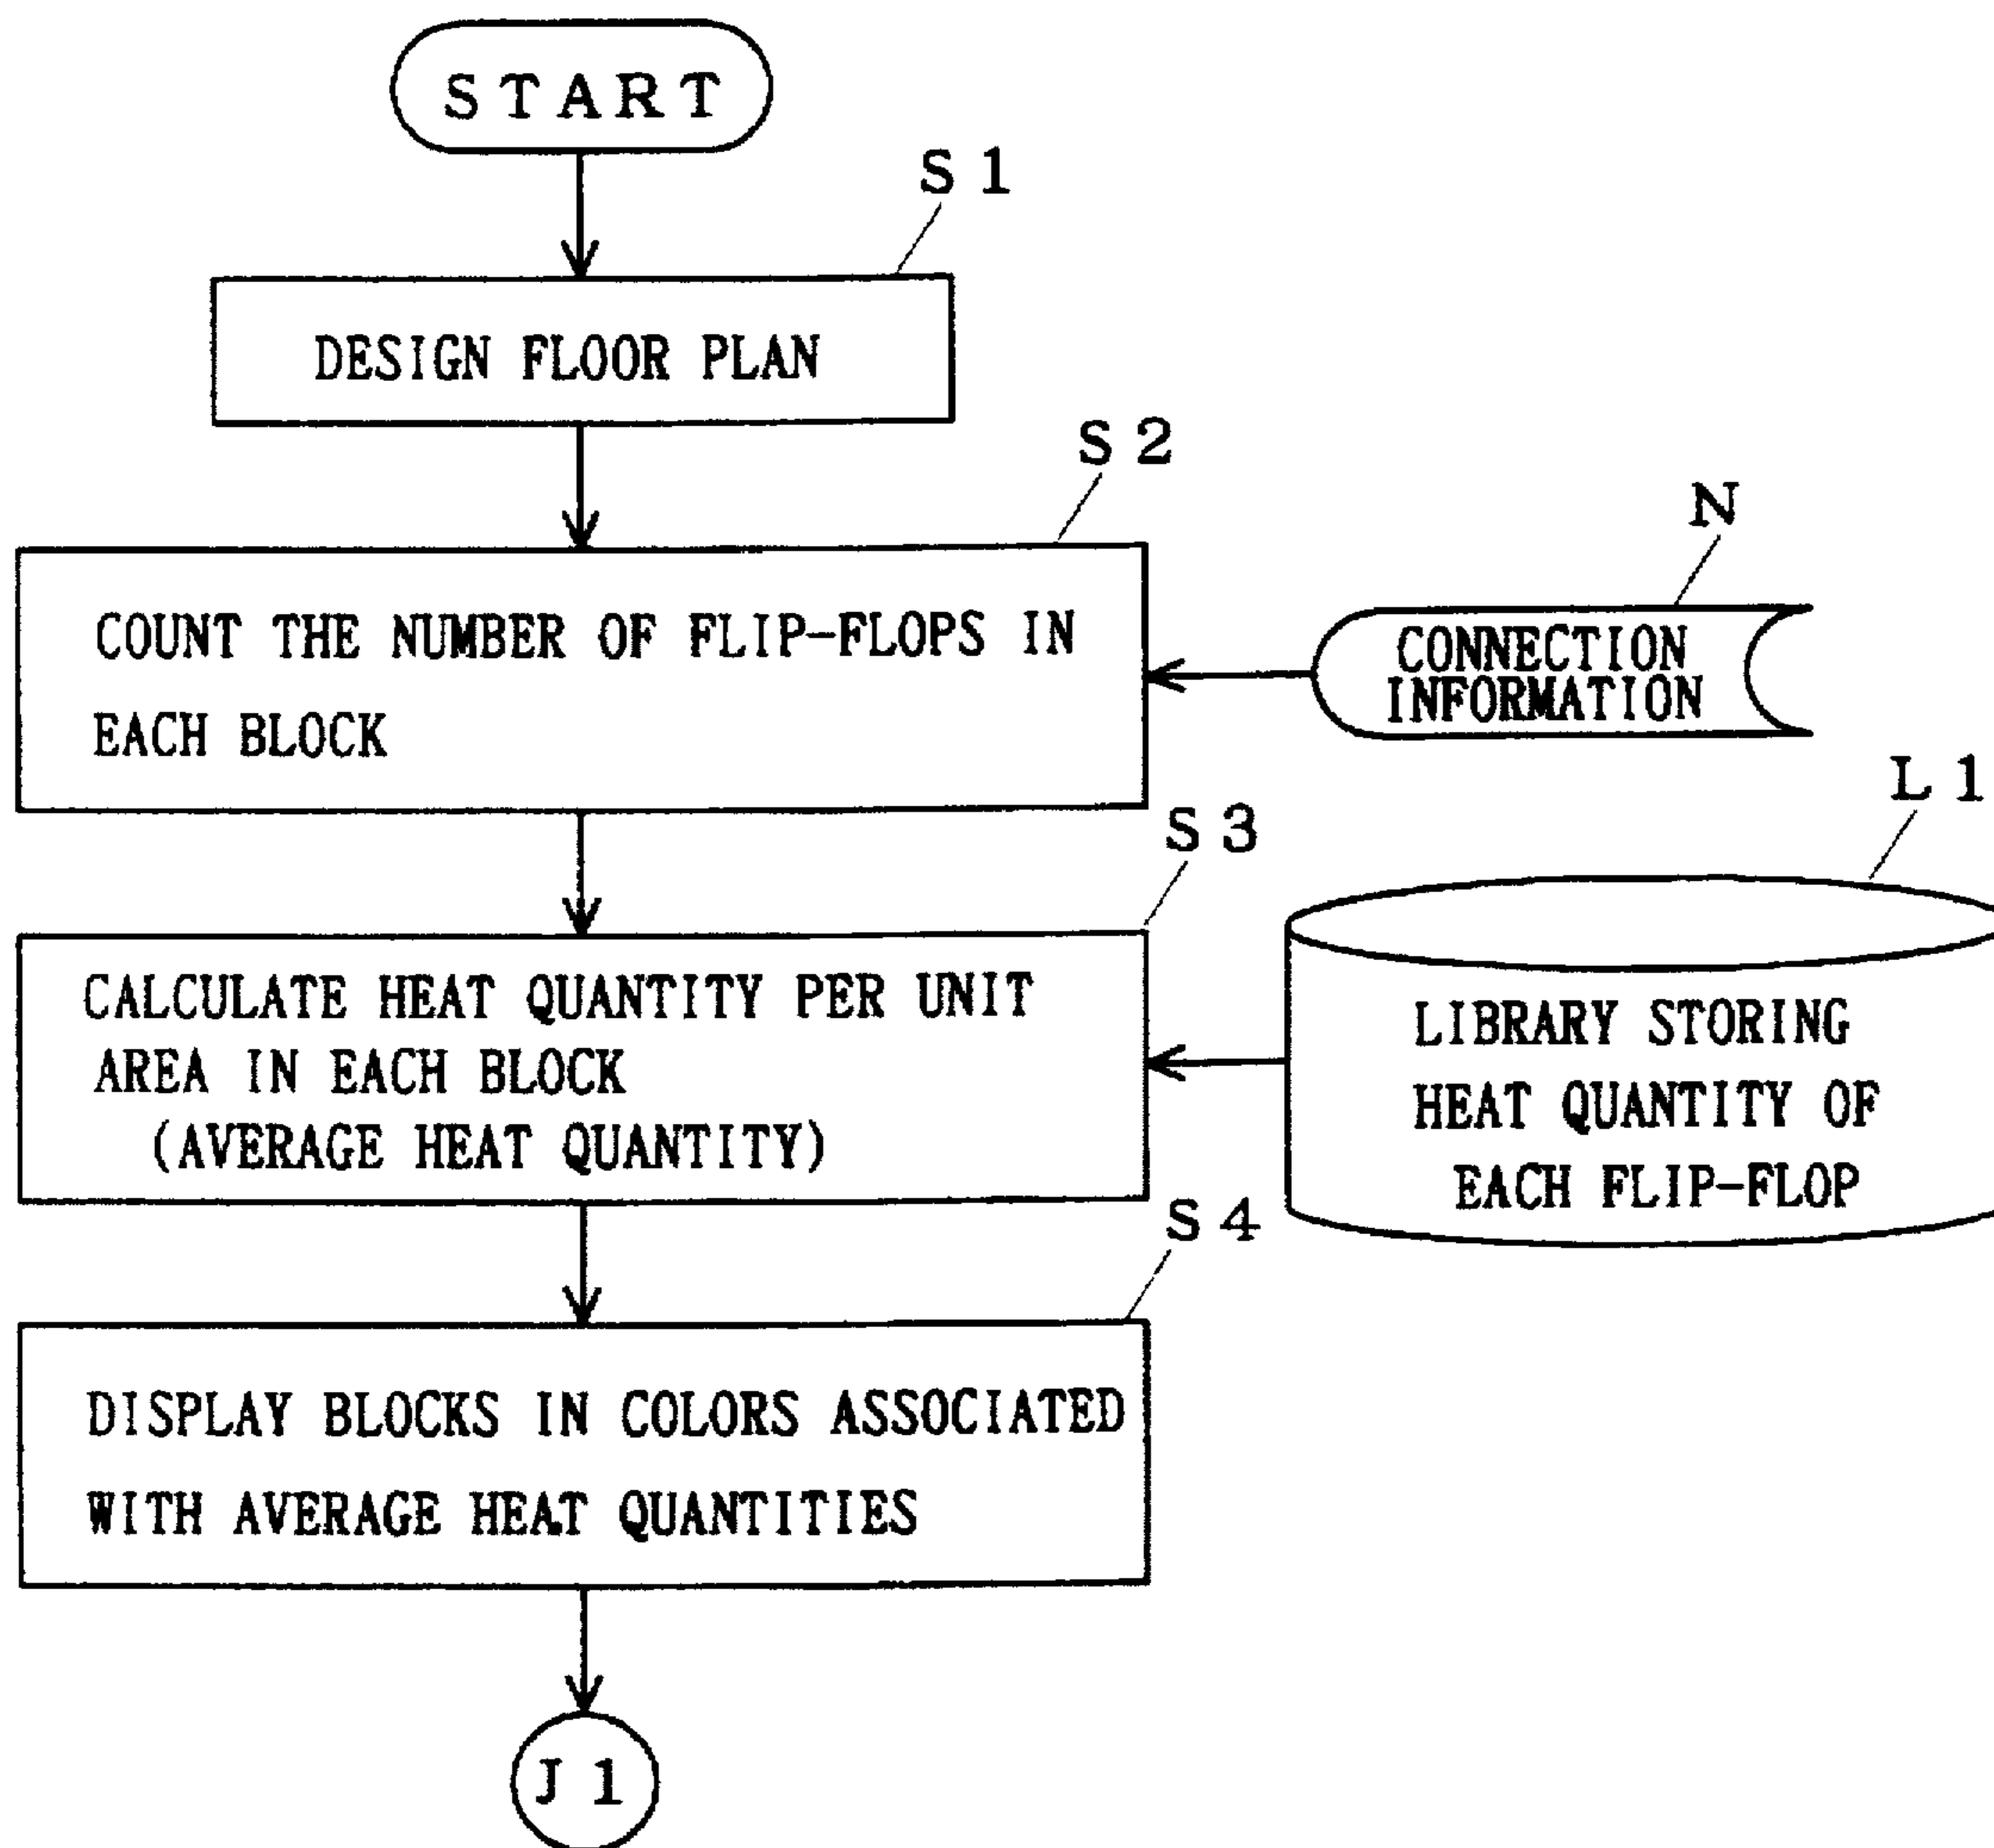 START
S1
DESIGN FLOOR PLAN
S2
COUNT THE NUMBER OF FLIP-FLOPS IN
EACH BLOCK
N
CONNECTION
INFORMATION
S3
CALCULATE HEAT QUANTITY PER UNIT
AREA IN EACH BLOCK
(AVERAGE HEAT QUANTITY)
L1
LIBRARY STORING
HEAT QUANTITY OF
EACH FLIP-FLOP
S4
DISPLAY BLOCKS IN COLORS ASSOCIATED
WITH AVERAGE HEAT QUANTITIES
J1